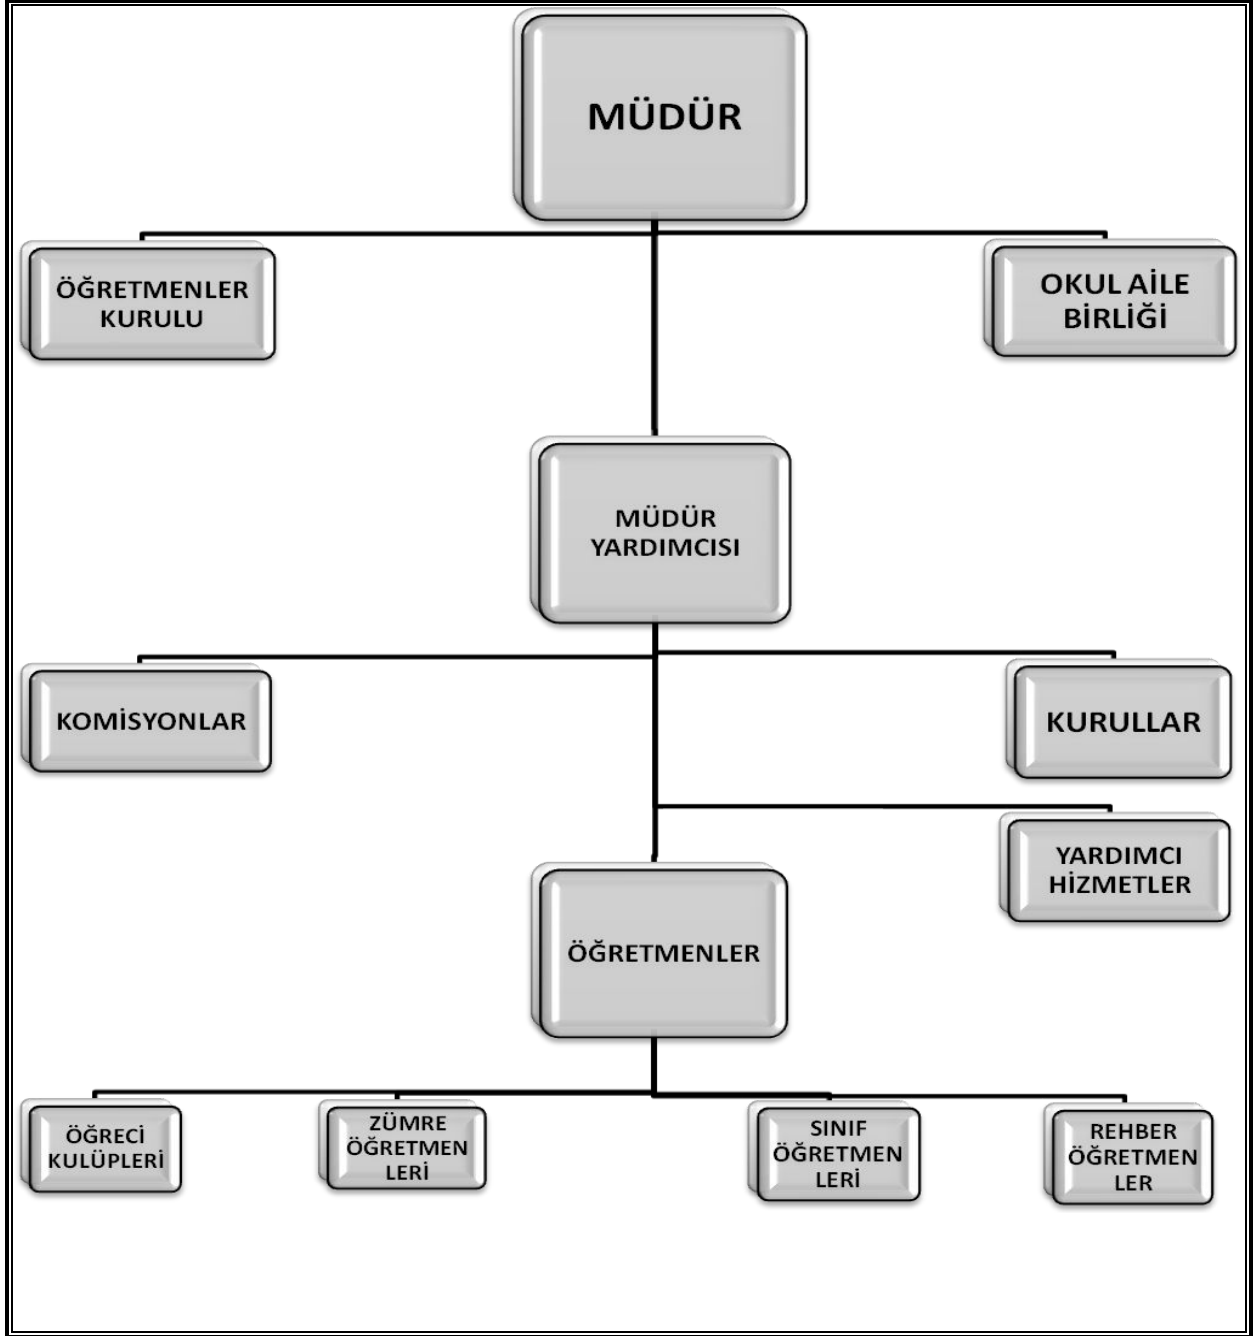 MÜDÜR
ÖĞRETMENLER
KURULU
OKUL AİLE
BİRLİĞİ
MÜDÜR
YARDIMCISI
KOMİSYONLAR
KURULLAR
YARDIMCI
HİZMETLER
ÖĞRETMENLER
ÖĞRECİ
KULÜPLERİ
ZÜMRE
ÖĞRETMEN
LERİ
SINIF
ÖĞRETMEN
LERİ
REHBER
ÖĞRETMEN
LER